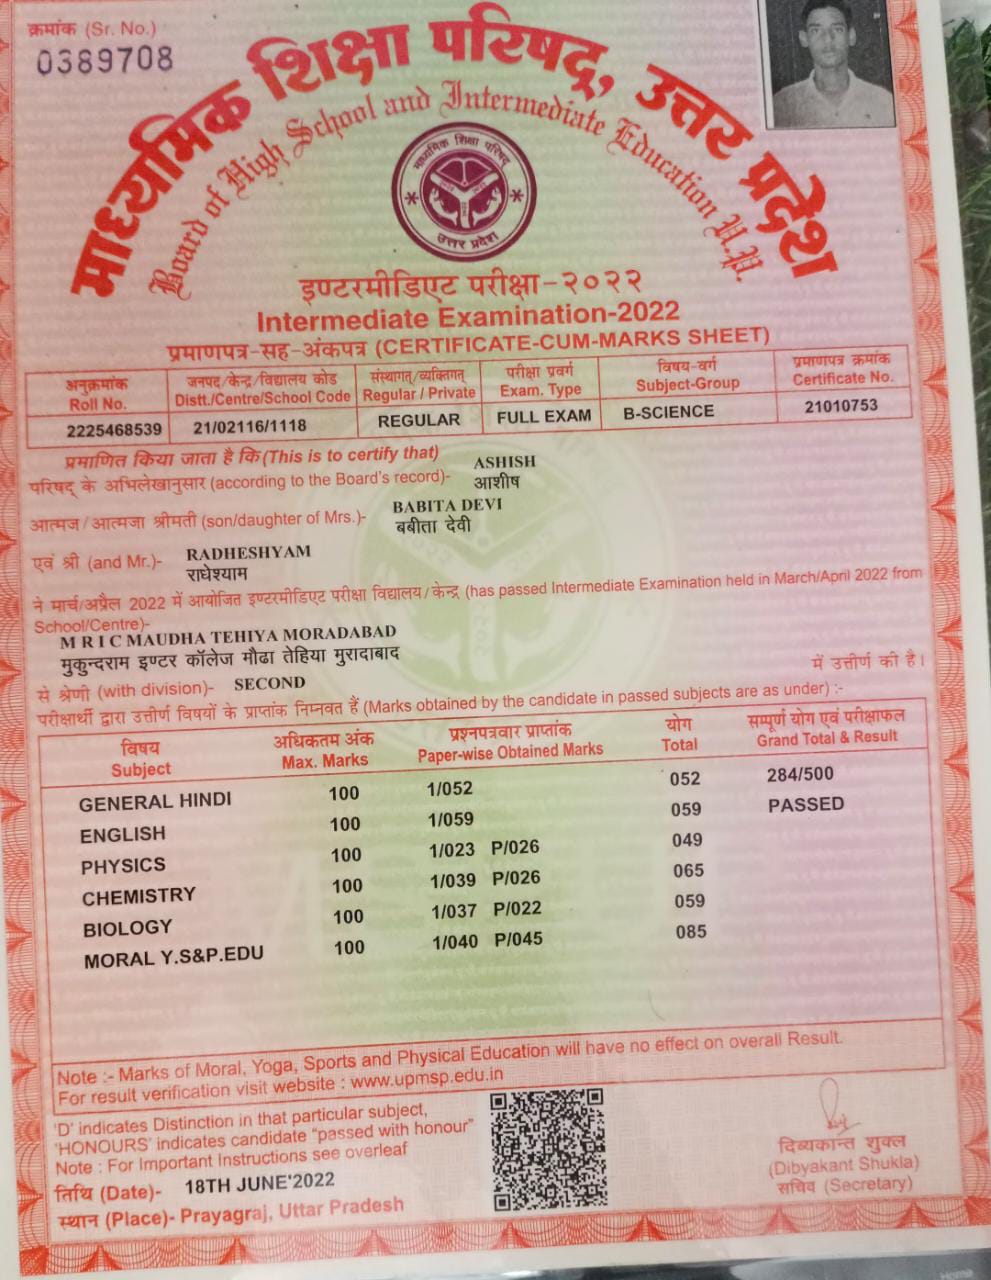 क्रमांक (Sr. No.)
0389708
माध्यमिक शिक्षा परिषद्, उत्तर प्रदेश
Board of High School and Intermediate Education U.P.
माध्यमिक शिक्षा परिषद्
उत्तर प्रदेश
इण्टरमीडिएट परीक्षा-२०२२
Intermediate Examination-2022
प्रमाणपत्र-सह-अंकपत्र (CERTIFICATE-CUM-MARKS SHEET)
अनुक्रमांक जनपद/केन्द्र/विद्यालय कोड संस्थागत/व्यक्तिगत परीक्षा प्रवर्ग विषय-वर्ग प्रमाणपत्र क्रमांक
Roll No. Distt./Centre/School Code Regular / Private Exam. Type Subject-Group Certificate No.
2225468539 21/02116/1118 REGULAR FULL EXAM B-SCIENCE 21010753
प्रमाणित किया जाता है कि (This is to certify that) ASHISH
परिषद् के अभिलेखानुसार (according to the Board's record)- आशीष
BABITA DEVI
आत्मज/आत्मजा श्रीमती (son/daughter of Mrs.)- बबीता देवी
एवं श्री (and Mr.)- RADHESHYAM
राधेश्याम
ने मार्च/अप्रैल 2022 में आयोजित इण्टरमीडिएट परीक्षा विद्यालय/केन्द्र (has passed Intermediate Examination held in March/April 2022 from
School/Centre)-
M R I C MAUDHA TEHIYA MORADABAD
मुकुन्दराम इण्टर कॉलेज मौढा तेहिया मुरादाबाद में उत्तीर्ण की है।
से श्रेणी (with division)- SECOND
परीक्षार्थी द्वारा उत्तीर्ण विषयों के प्राप्तांक निम्नवत हैं (Marks obtained by the candidate in passed subjects are as under) :-
विषय अधिकतम अंक प्रश्नपत्रवार प्राप्तांक योग सम्पूर्ण योग एवं परीक्षाफल
Subject Max. Marks Paper-wise Obtained Marks Total Grand Total & Result
GENERAL HINDI 100 1/052 052 284/500
ENGLISH 100 1/059 059 PASSED
PHYSICS 100 1/023 P/026 049
CHEMISTRY 100 1/039 P/026 065
BIOLOGY 100 1/037 P/022 059
MORAL Y.S&P.EDU 100 1/040 P/045 085
Note :- Marks of Moral, Yoga, Sports and Physical Education will have no effect on overall Result.
For result verification visit website : www.upmsp.edu.in
'D' indicates Distinction in that particular subject,
'HONOURS' indicates candidate "passed with honour"
Note : For Important Instructions see overleaf
तिथि (Date)- 18TH JUNE'2022
स्थान (Place)- Prayagraj, Uttar Pradesh
दिव्यकान्त शुक्ल
(Dibyakant Shukla)
सचिव (Secretary)